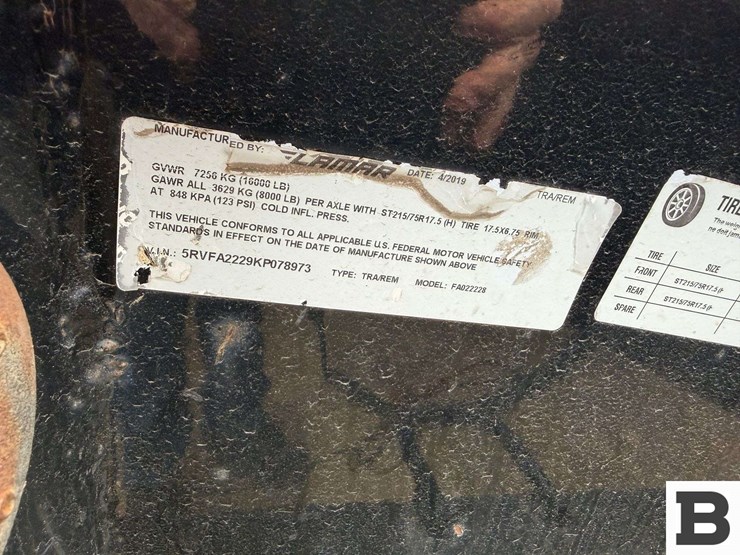 MANUFACTURED BY: LAMAR DATE: 4/2019 TRA/REM
GVWR 7256 KG (16000 LB)
GAWR ALL 3629 KG (8000 LB) PER AXLE WITH ST215/75R17.5 (H) TIRE 17.5X6.75 RIM
AT 848 KPA (123 PSI) COLD INFL. PRESS.
THIS VEHICLE CONFORMS TO ALL APPLICABLE U.S. FEDERAL MOTOR VEHICLE SAFETY
STANDARDS IN EFFECT ON THE DATE OF MANUFACTURE SHOWN ABOVE
V.I.N.: 5RVFA2229KP078973 TYPE: TRA/REM MODEL: FA022228
TIRE
The
ne doit
TIRE SIZE
FRONT ST215/75R17.5
REAR ST215/75R17.5
SPARE
B